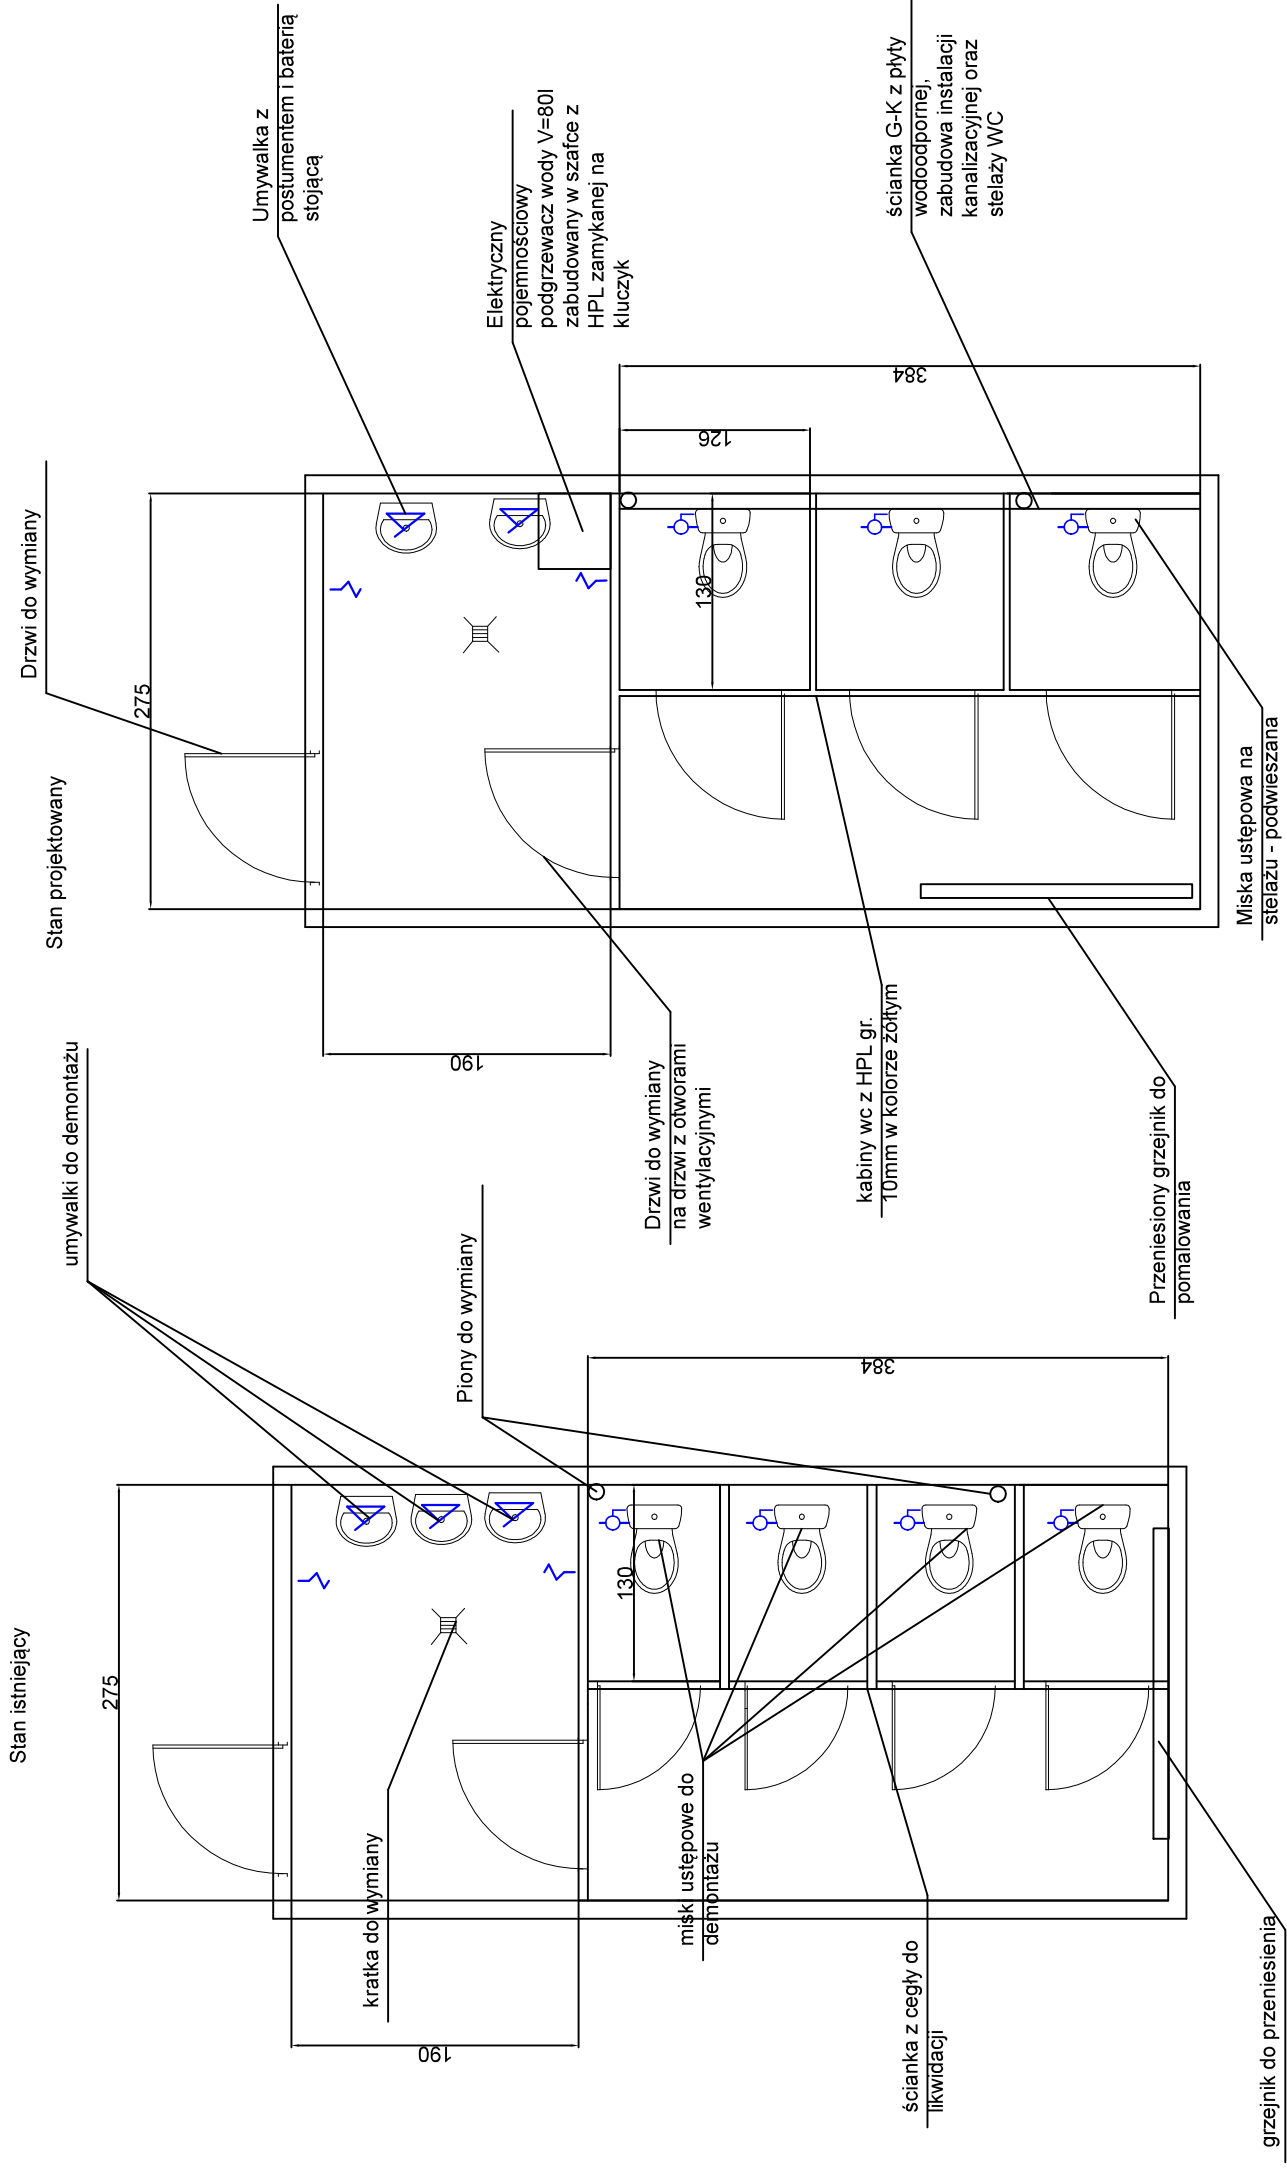 Stan istniejący
275
190
kratka do wymiany
umywalki do demontażu
Piony do wymiany
130
384
miski ustępowe do
demontażu
ścianka z cegły do
likwidacji
grzejnik do przeniesienia
Stan projektowany
Drzwi do wymiany
275
Umywalka z
postumentem i baterią
stojącą
Elektryczny
pojemnościowy
podgrzewacz wody V=80l
zabudowany w szafce z
HPL zamykanej na
kluczyk
190
Drzwi do wymiany
na drzwi z otworami
wentylacyjnymi
126
130
384
ścianka G-K z płyty
wodoodpornej,
zabudowa instalacji
kanalizacyjnej oraz
stelaży WC
kabiny wc z HPL gr.
10mm w kolorze żółtym
Przeniesiony grzejnik do
pomalowania
Miska ustępowa na
stelażu - podwieszana